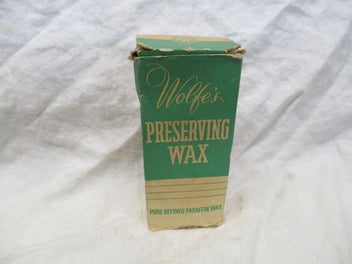 Wolfe's
PRESERVING
WAX
PURE REFINED PARAFFIN WAX